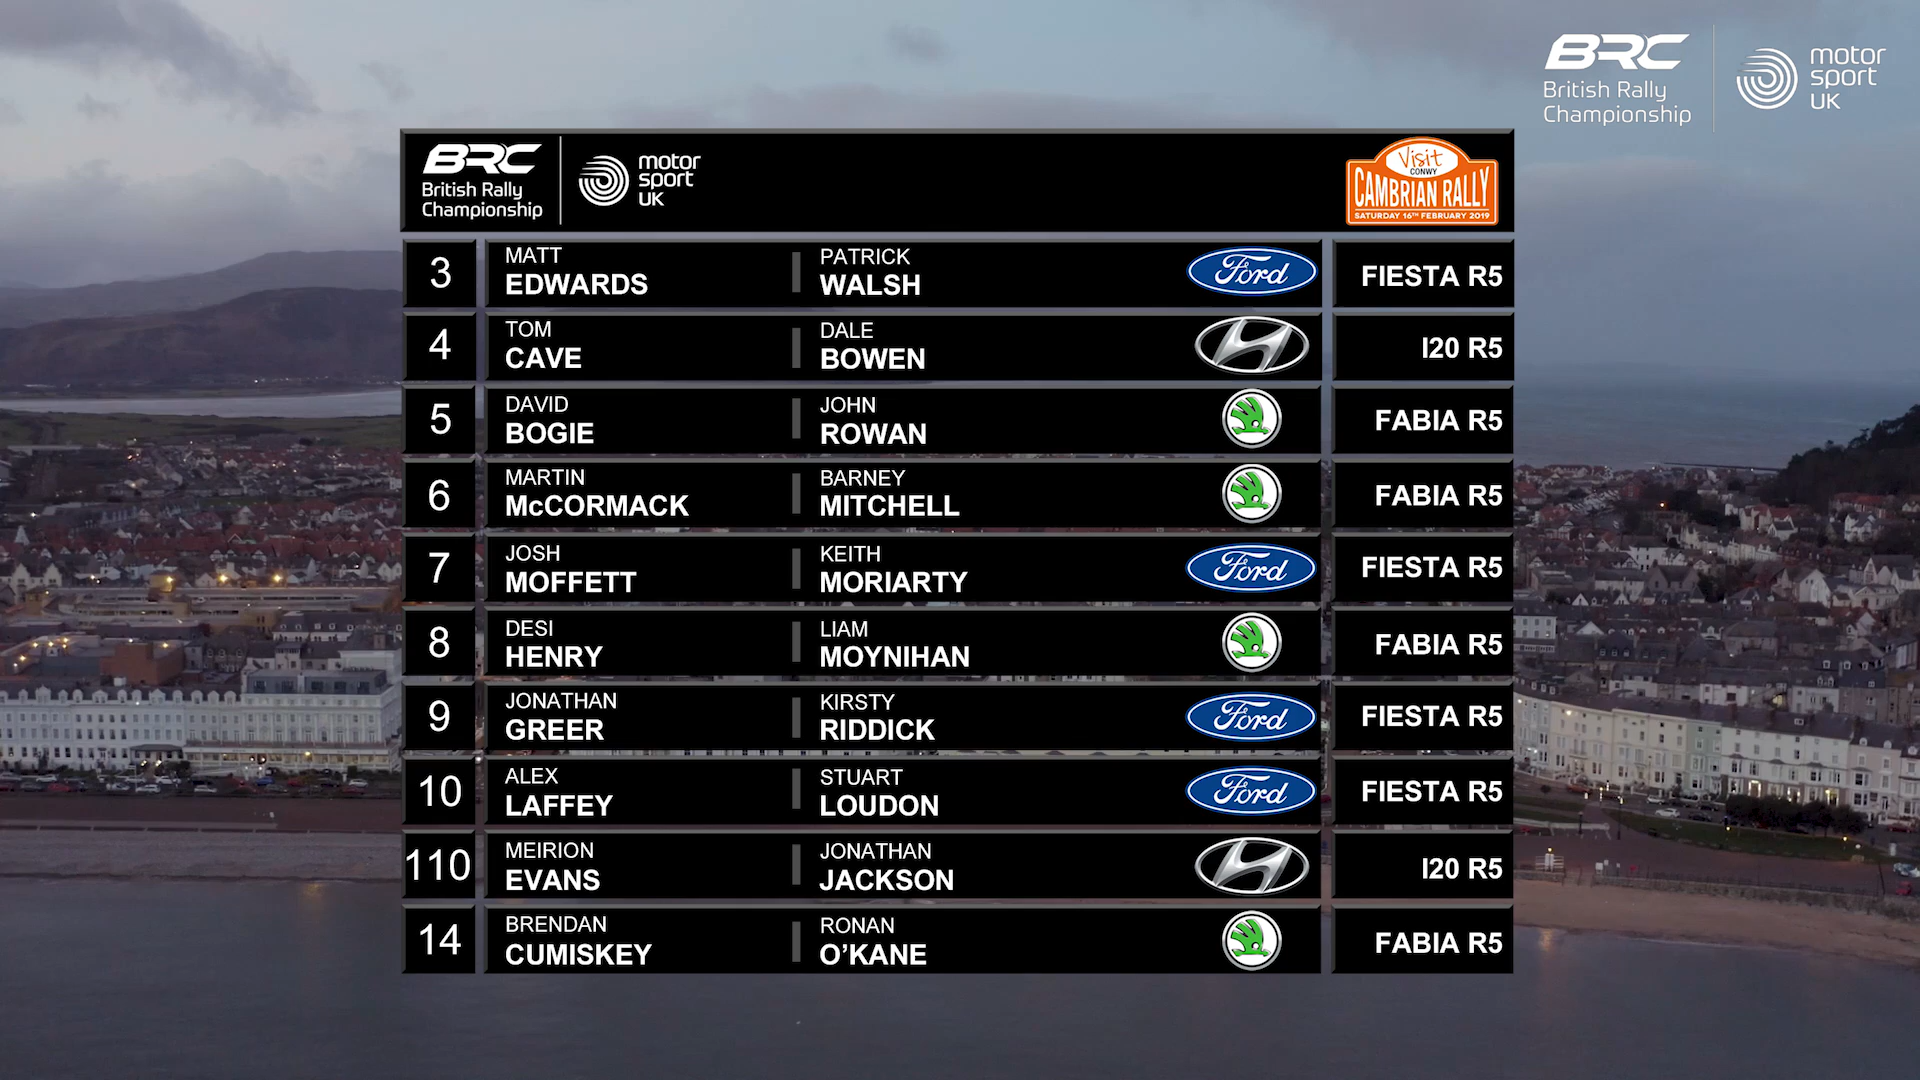 BRC
British Rally
Championship
motor
sport
UK
BRC
British Rally
Championship
motor
sport
UK
Visit
CONWY
CAMBRIAN RALLY
SATURDAY 16TH FEBRUARY 2019
3 MATT EDWARDS PATRICK WALSH Ford FIESTA R5
4 TOM CAVE DALE BOWEN I20 R5
5 DAVID BOGIE JOHN ROWAN FABIA R5
6 MARTIN McCORMACK BARNEY MITCHELL FABIA R5
7 JOSH MOFFETT KEITH MORIARTY Ford FIESTA R5
8 DESI HENRY LIAM MOYNIHAN FABIA R5
9 JONATHAN GREER KIRSTY RIDDICK Ford FIESTA R5
10 ALEX LAFFEY STUART LOUDON Ford FIESTA R5
110 MEIRION EVANS JONATHAN JACKSON I20 R5
14 BRENDAN CUMISKEY RONAN O’KANE FABIA R5